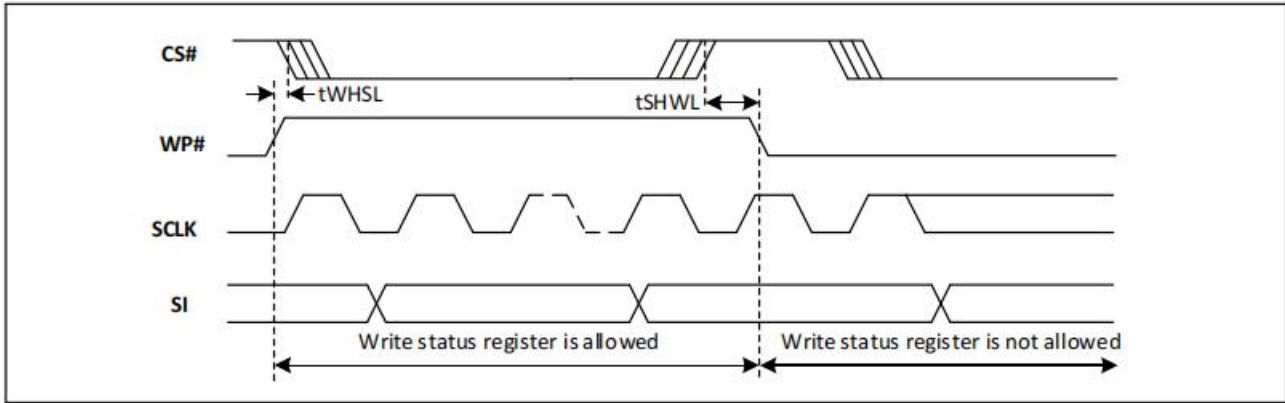 CS#
tWHSL
tSHWL
WP#
SCLK
SI
Write status register is allowed
Write status register is not allowed